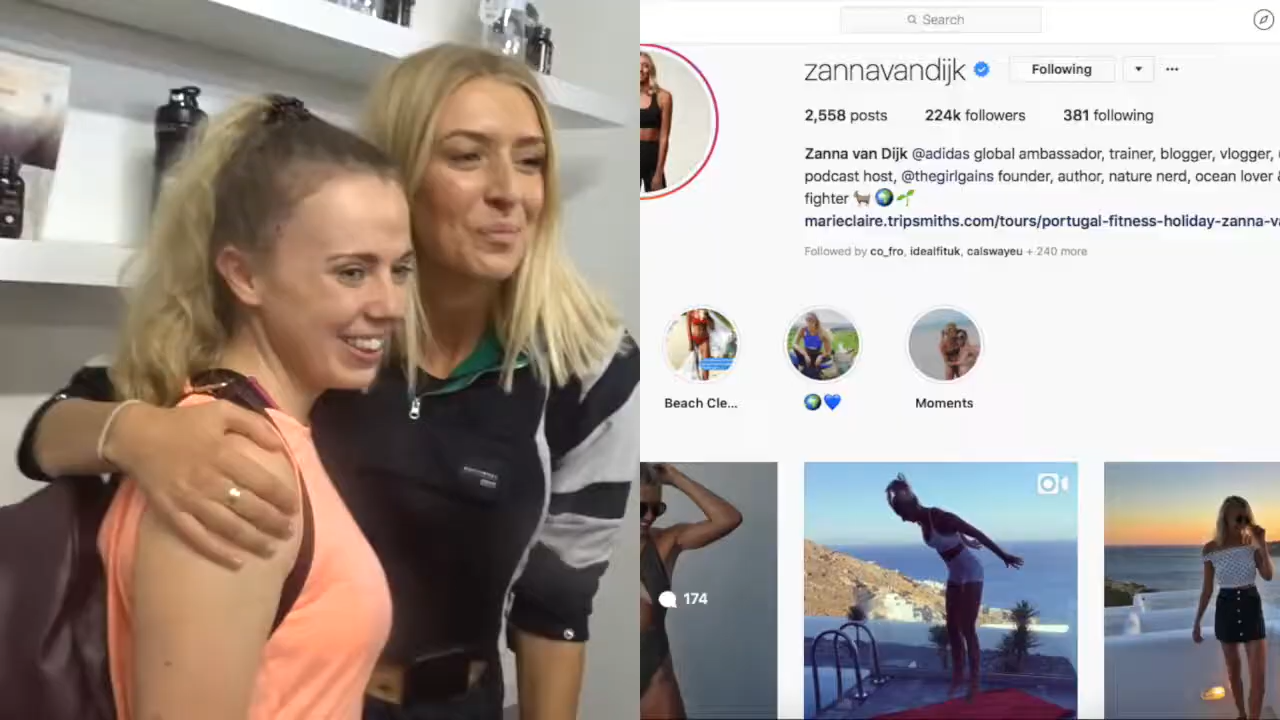 Search
zannavandijk
Following
2,558 posts
224k followers
381 following
Zanna van Dijk @adidas global ambassador, trainer, blogger, vlogger,
podcast host, @thegirlgains founder, author, nature nerd, ocean lover &
fighter 🐈🌍🌱
marieclaire.tripsmiths.com/tours/portugal-fitness-holiday-zanna-va
Followed by co_fro, idealfituk, calswayeu + 240 more
Beach Cle...
🌍💙
Moments
174